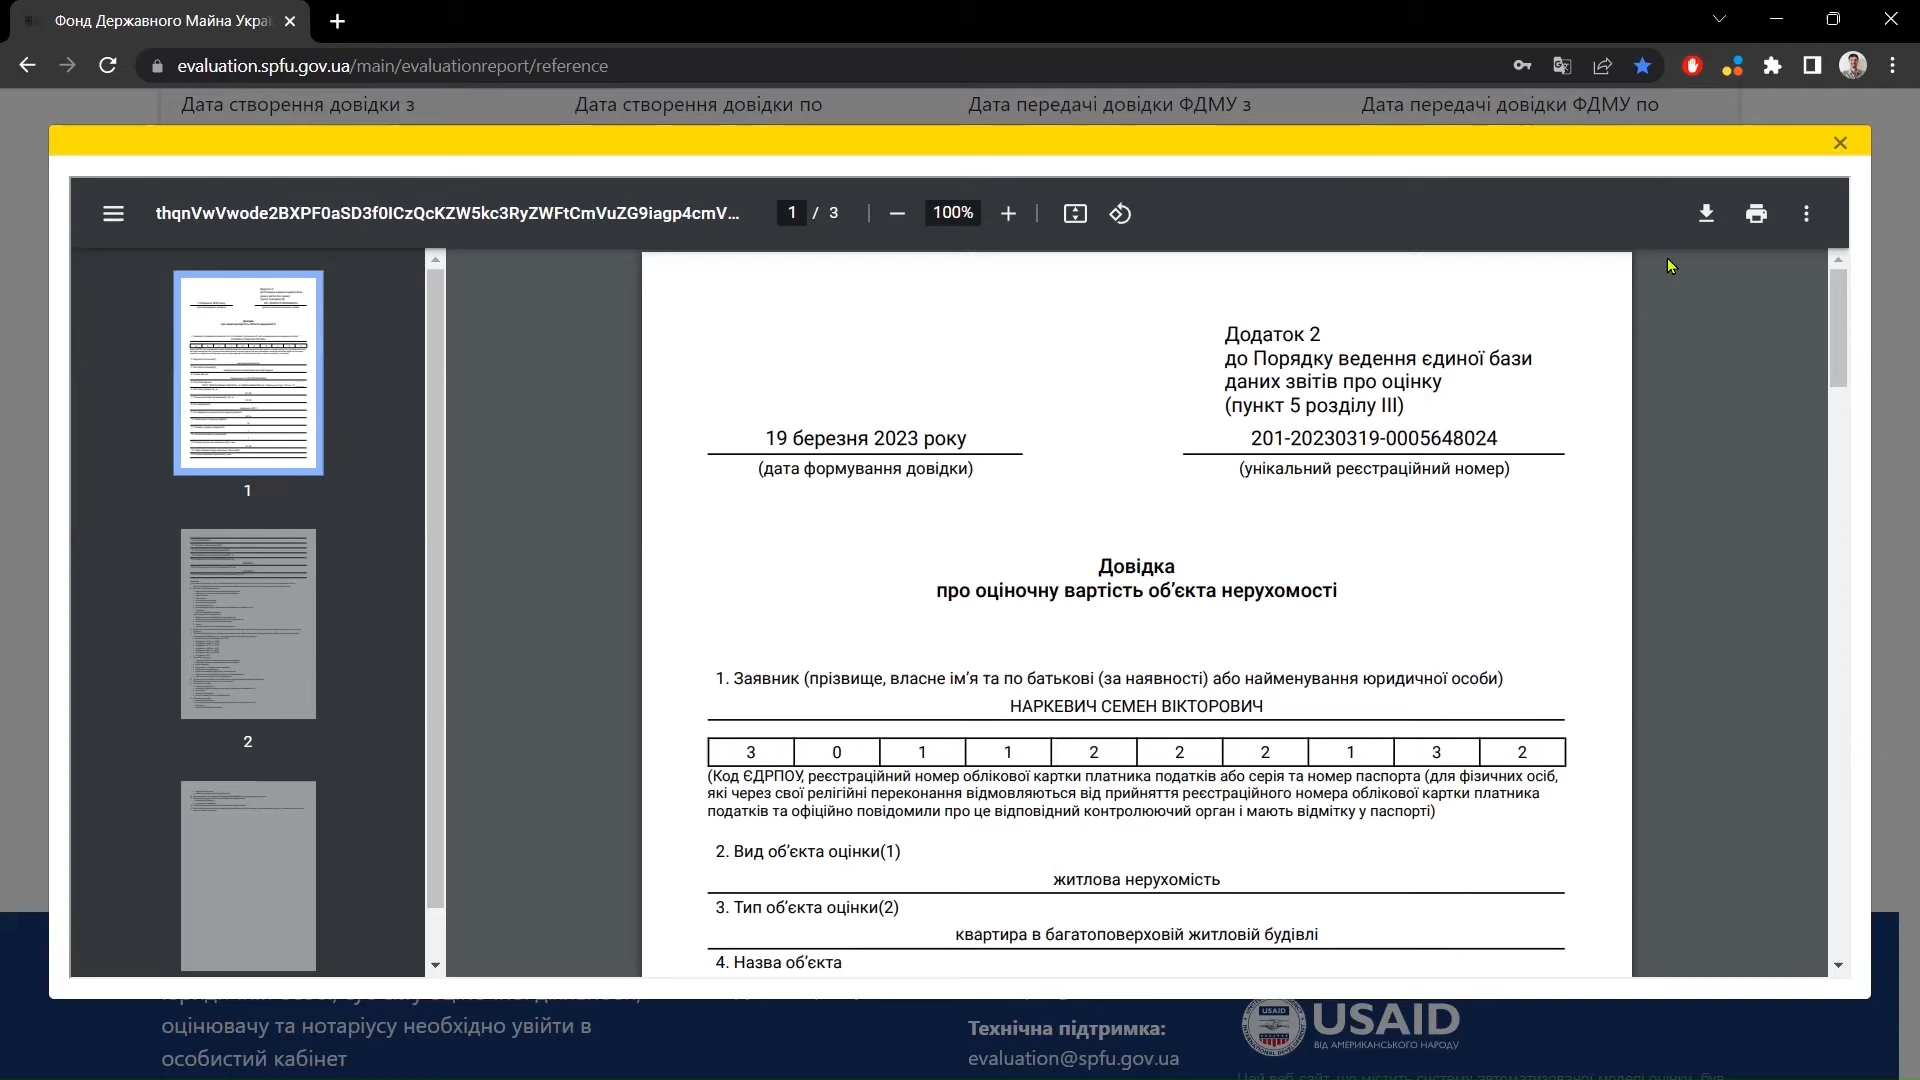 Фонд Державного Майна Украї
evaluation.spfu.gov.ua/main/evaluationreport/reference
Дата створення довідки з
Дата створення довідки по
Дата передачі довідки ФДМУ з
Дата передачі довідки ФДМУ по
thqnVwVwode2BXPF0aSD3f0ICzQcKZW5kc3RyZWFtCmVuZG9iagp4cmV...
1 / 3
100%
1
2
Додаток 2
до Порядку ведення єдиної бази
даних звітів про оцінку
(пункт 5 розділу III)
19 березня 2023 року
201-20230319-0005648024
(дата формування довідки)
(унікальний реєстраційний номер)
Довідка
про оціночну вартість об’єкта нерухомості
1. Заявник (прізвище, власне ім’я та по батькові (за наявності) або найменування юридичної особи)
НАРКЕВИЧ СЕМЕН ВІКТОРОВИЧ
3 0 1 1 2 2 2 1 3 2
(Код ЄДРПОУ, реєстраційний номер облікової картки платника податків або серія та номер паспорта (для фізичних осіб,
які через свої релігійні переконання відмовляються від прийняття реєстраційного номера облікової картки платника
податків та офіційно повідомили про це відповідний контролюючий орган і мають відмітку у паспорті)
2. Вид об’єкта оцінки(1)
житлова нерухомість
3. Тип об’єкта оцінки(2)
квартира в багатоповерховій житловій будівлі
4. Назва об’єкта
оцінювачу та нотаріусу необхідно увійти в
особистий кабінет
Технічна підтримка:
evaluation@spfu.gov.ua
USAID
USAID
ВІД АМЕРИКАНСЬКОГО НАРОДУ